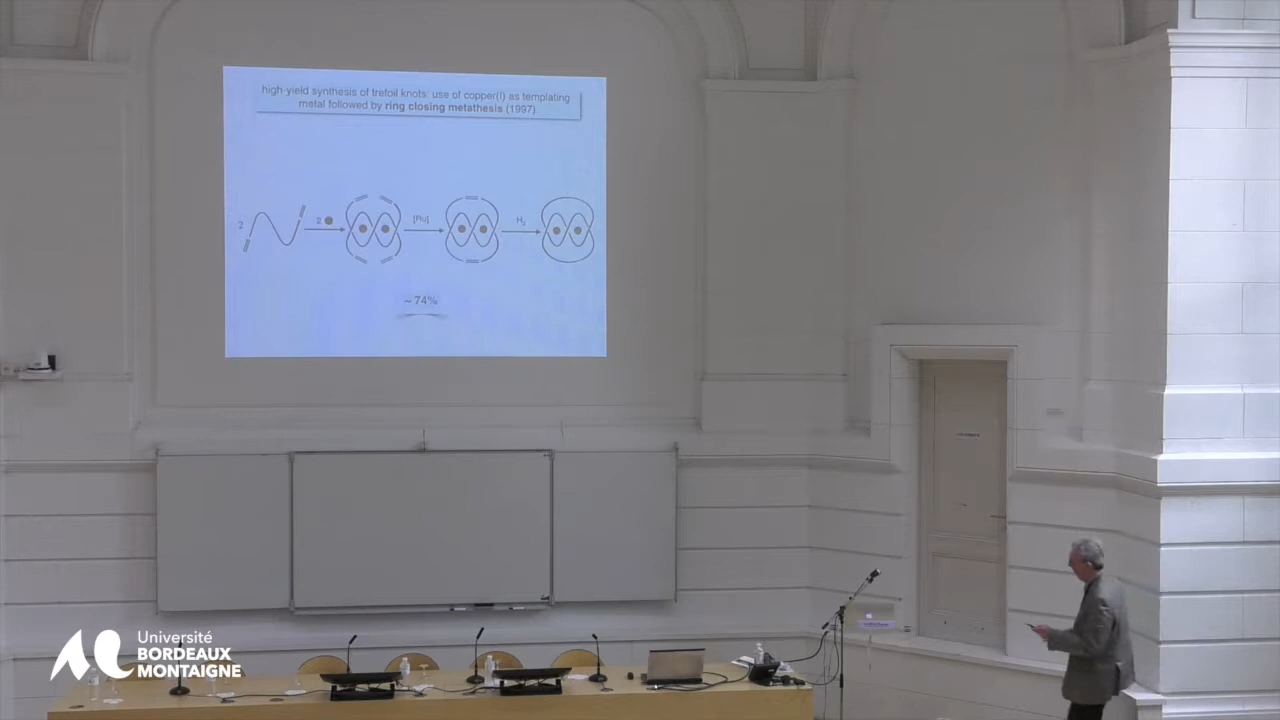 high-yield synthesis of trefoil knots: use of copper(I) as templating
metal followed by ring closing metathesis (1997)
2
2
[Ru]
H2
~ 74%
Université
BORDEAUX
MONTAIGNE